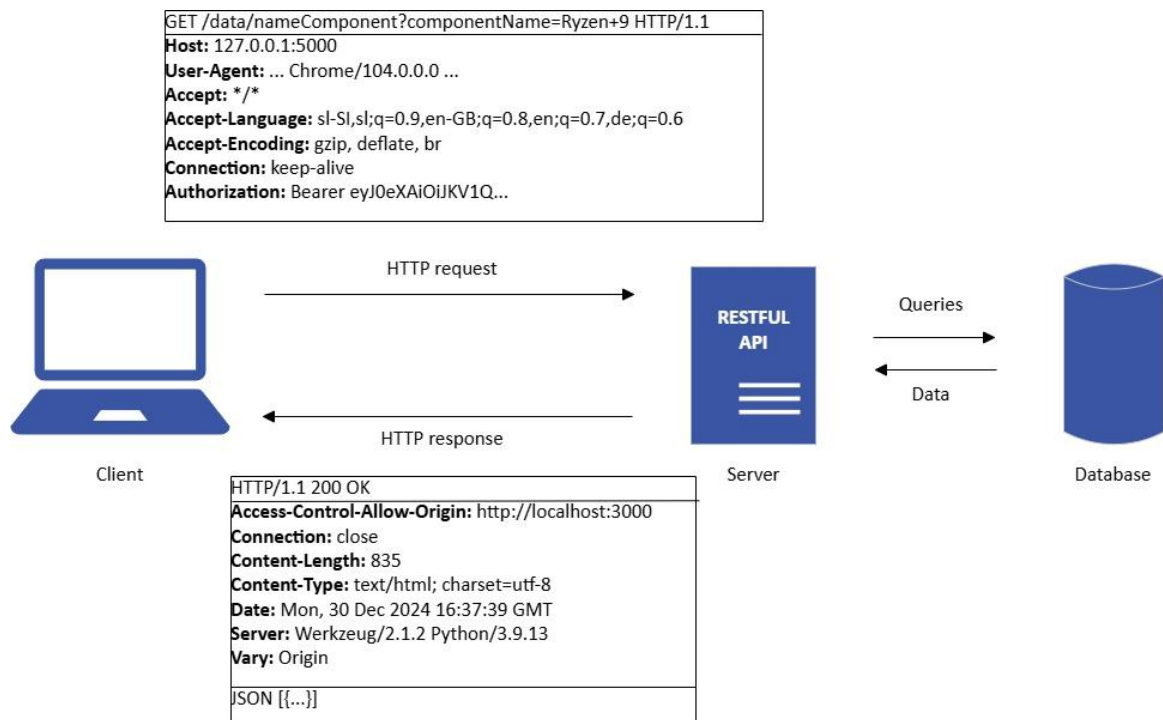 GET /data/nameComponent?componentName=Ryzen+9 HTTP/1.1
Host: 127.0.0.1:5000
User-Agent: ... Chrome/104.0.0.0 ...
Accept: */*
Accept-Language: sl-SI,sl;q=0.9,en-GB;q=0.8,en;q=0.7,de;q=0.6
Accept-Encoding: gzip, deflate, br
Connection: keep-alive
Authorization: Bearer eyJ0eXAiOiJKV1Q...
HTTP request
RESTFUL
API
Queries
Data
HTTP response
Client
Server
Database
HTTP/1.1 200 OK
Access-Control-Allow-Origin: http://localhost:3000
Connection: close
Content-Length: 835
Content-Type: text/html; charset=utf-8
Date: Mon, 30 Dec 2024 16:37:39 GMT
Server: Werkzeug/2.1.2 Python/3.9.13
Vary: Origin
JSON [{...}]